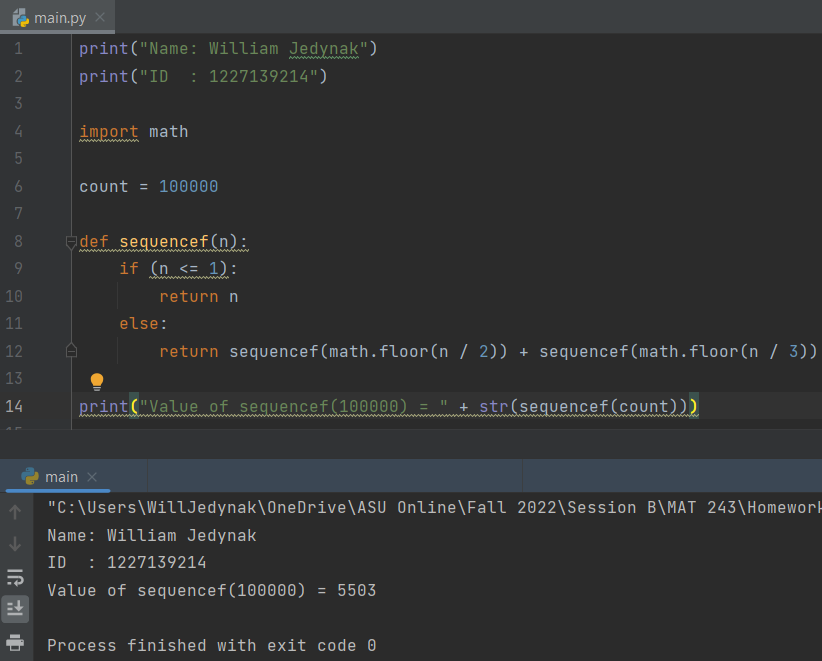 main.py
1 print("Name: William Jedynak")
2 print("ID  : 1227139214")
3
4 import math
5
6 count = 100000
7
8 def sequencef(n):
9     if (n <= 1):
10         return n
11     else:
12         return sequencef(math.floor(n / 2)) + sequencef(math.floor(n / 3))
13
14 print("Value of sequencef(100000) = " + str(sequencef(count)))
main
"C:\Users\WillJedynak\OneDrive\ASU Online\Fall 2022\Session B\MAT 243\Homework
Name: William Jedynak
ID  : 1227139214
Value of sequencef(100000) = 5503
Process finished with exit code 0